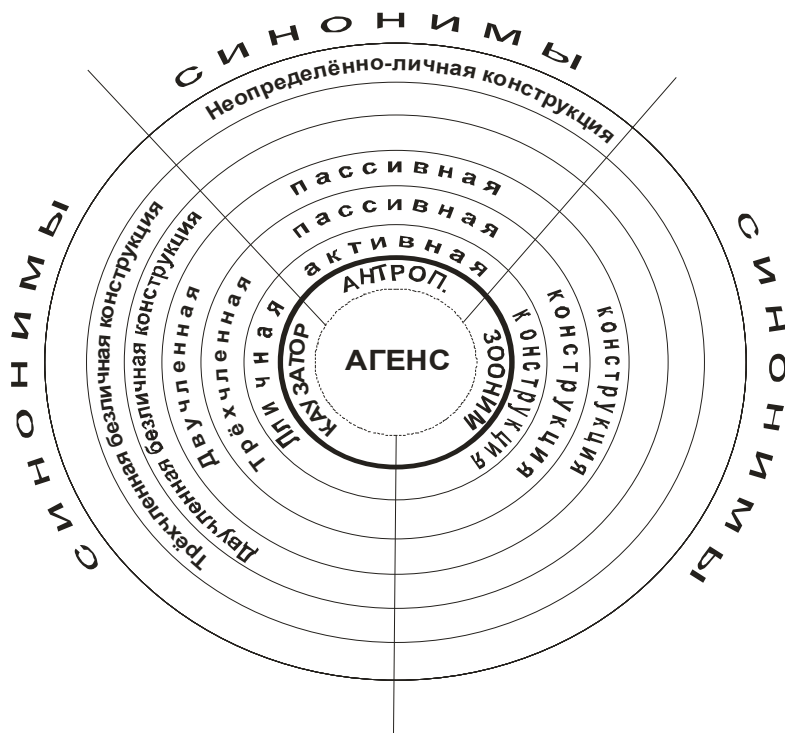 СИНОНИМЫ
Неопределённо-личная конструкция
СИНОНИМЫ
СИНОНИМЫ
Трёхчленная безличная конструкция
Двучленная безличная конструкция
Двучленная пассивная конструкция
Трёхчленная пассивная конструкция
Личная активная конструкция
АНТРОП.
КАУЗАТОР
ЗООНИМ
АГЕНС